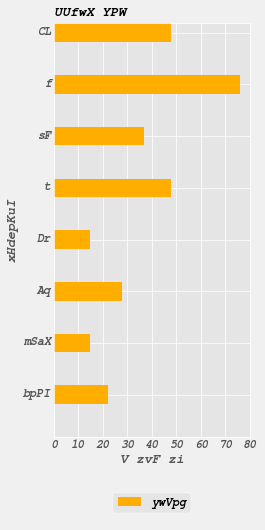 UUfwX YPW
CL
f
sF
t
Dr
Aq
mSaX
bpPI
xHdepKuI
0 10 20 30 40 50 60 70 80
V zvF zi
ywVpg